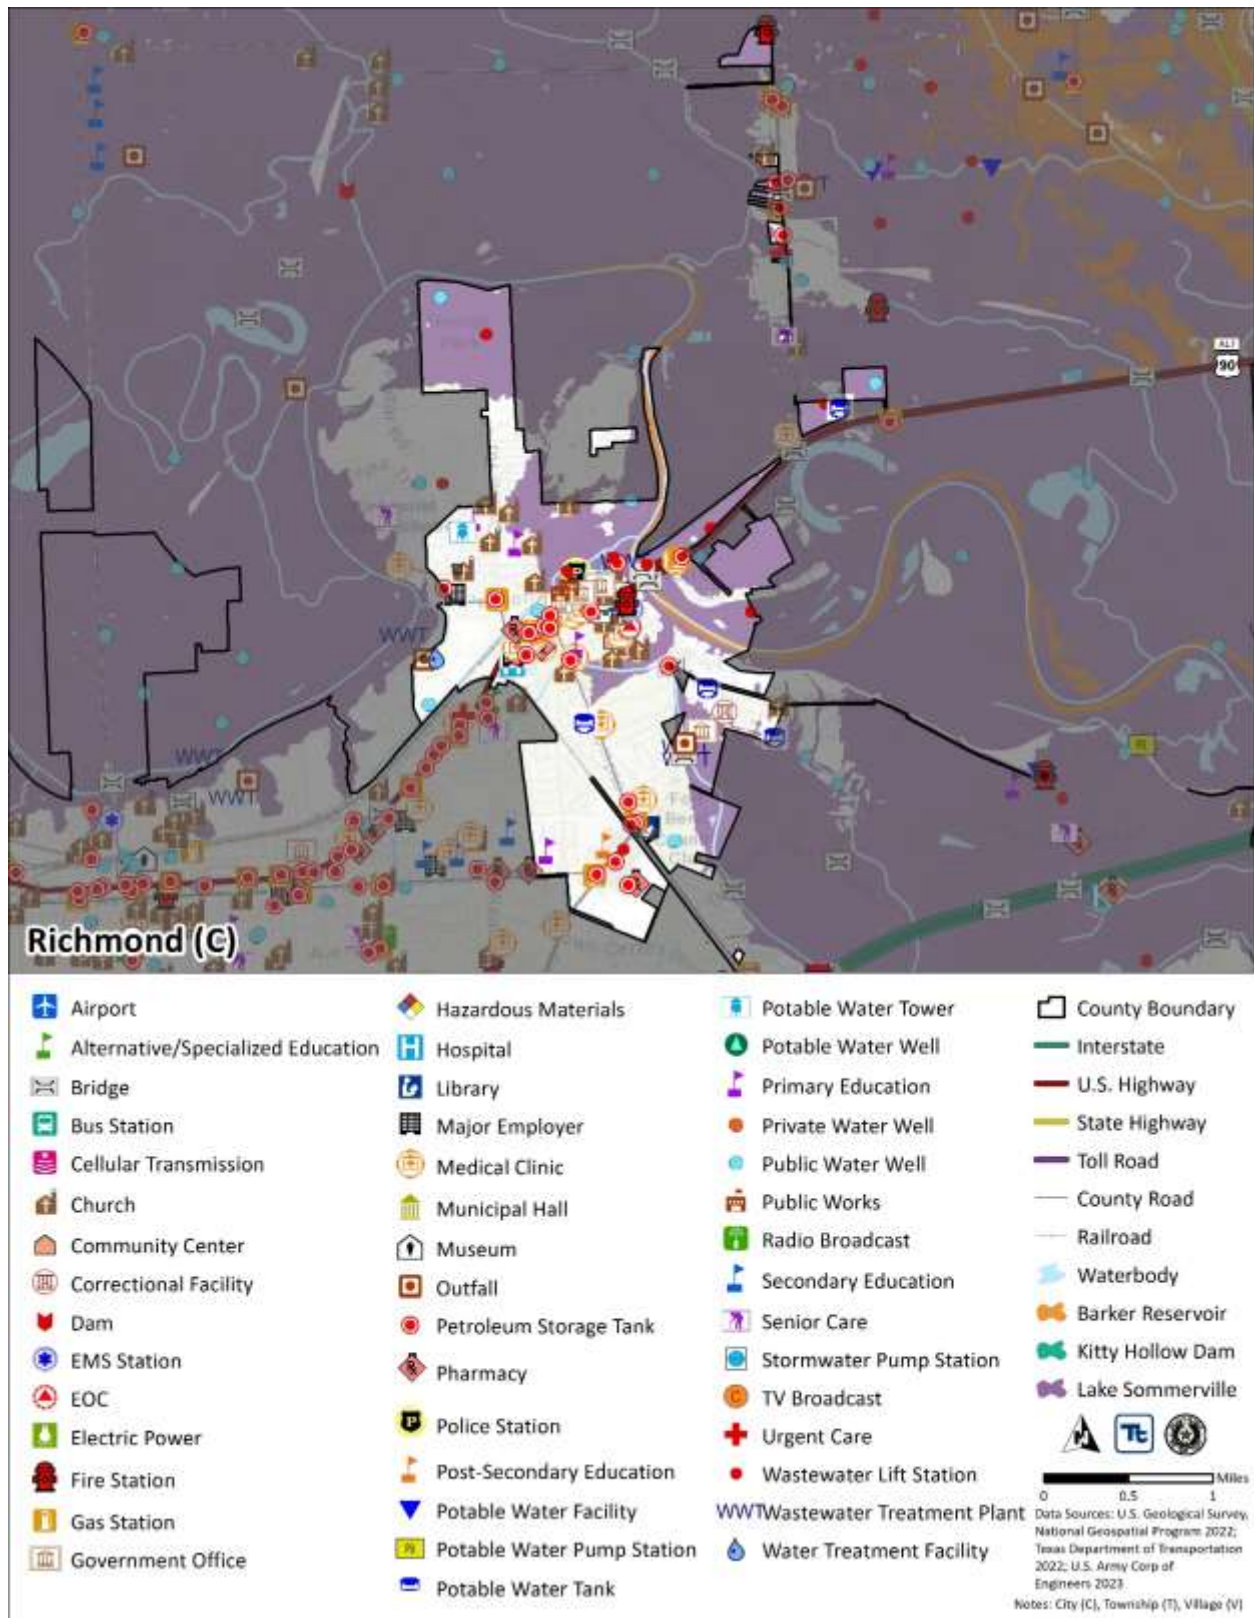 ALT
90
WWT
WWT
WWT
Richmond (C)
Airport
Alternative/Specialized Education
Bridge
Bus Station
Cellular Transmission
Church
Community Center
Correctional Facility
Dam
EMS Station
EOC
Electric Power
Fire Station
Gas Station
Government Office
Hazardous Materials
Hospital
Library
Major Employer
Medical Clinic
Municipal Hall
Museum
Outfall
Petroleum Storage Tank
Pharmacy
Police Station
Post-Secondary Education
Potable Water Facility
Potable Water Pump Station
Potable Water Tank
Potable Water Tower
Potable Water Well
Primary Education
Private Water Well
Public Water Well
Public Works
Radio Broadcast
Secondary Education
Senior Care
Stormwater Pump Station
TV Broadcast
Urgent Care
Wastewater Lift Station
WWT Wastewater Treatment Plant
Water Treatment Facility
County Boundary
Interstate
U.S. Highway
State Highway
Toll Road
County Road
Railroad
Waterbody
Barker Reservoir
Kitty Hollow Dam
Lake Sommerville
Tt
Miles
0 0.5 1
Data Sources: U.S. Geological Survey,
National Geospatial Program 2022;
Texas Department of Transportation
2022; U.S. Army Corp of
Engineers 2023
Notes: City (C), Township (T), Village (V)